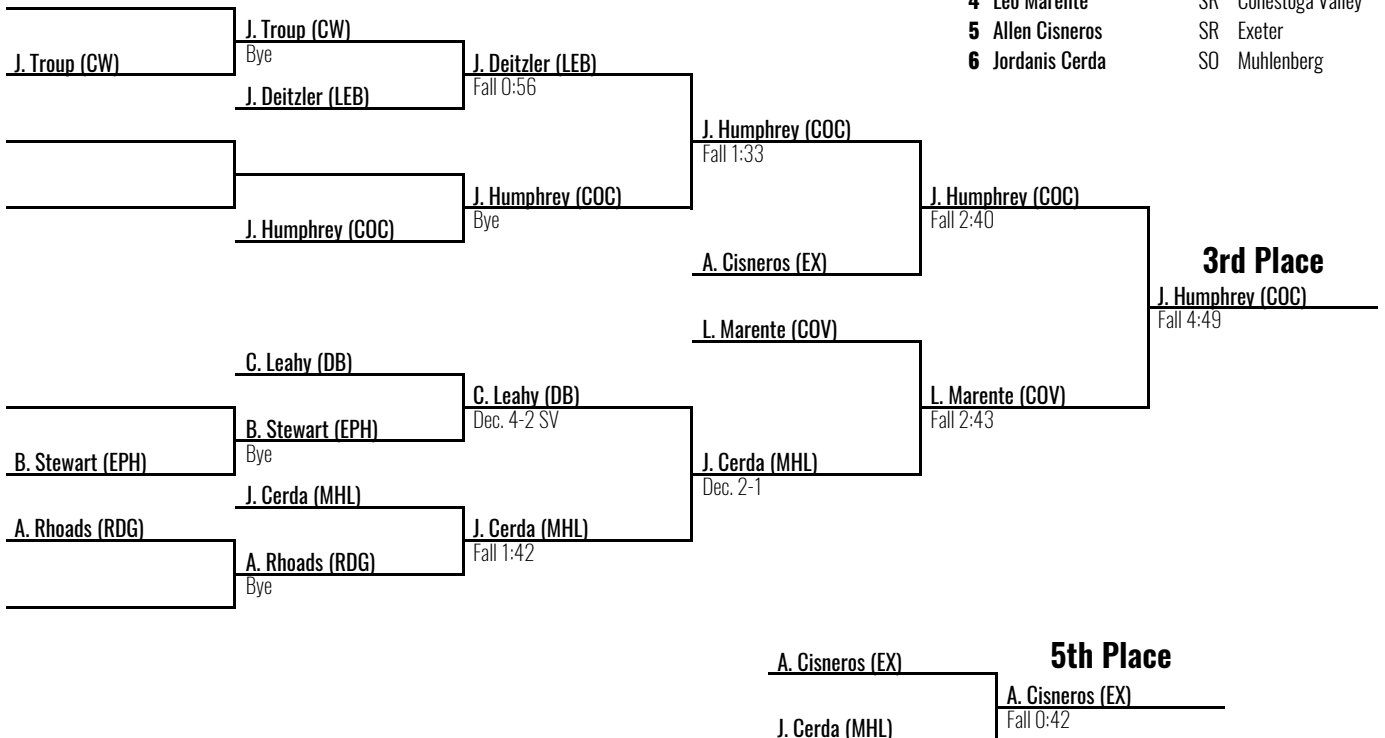 4 Leo Marente SR Conestoga Valley
J. Troup (CW)
5 Allen Cisneros SR Exeter
Bye
J. Troup (CW)
J. Deitzler (LEB)
6 Jordanis Cerda SO Muhlenberg
Fall 0:56
J. Deitzler (LEB)
J. Humphrey (COC)
Fall 1:33
J. Humphrey (COC)
J. Humphrey (COC)
Bye
Fall 2:40
J. Humphrey (COC)
A. Cisneros (EX)
3rd Place
J. Humphrey (COC)
Fall 4:49
L. Marente (COV)
C. Leahy (DB)
C. Leahy (DB)
L. Marente (COV)
Dec. 4-2 SV
Fall 2:43
B. Stewart (EPH)
Bye
B. Stewart (EPH)
J. Cerda (MHL)
Dec. 2-1
J. Cerda (MHL)
A. Rhoads (RDG)
J. Cerda (MHL)
Fall 1:42
A. Rhoads (RDG)
Bye
5th Place
A. Cisneros (EX)
A. Cisneros (EX)
Fall 0:42
J. Cerda (MHL)